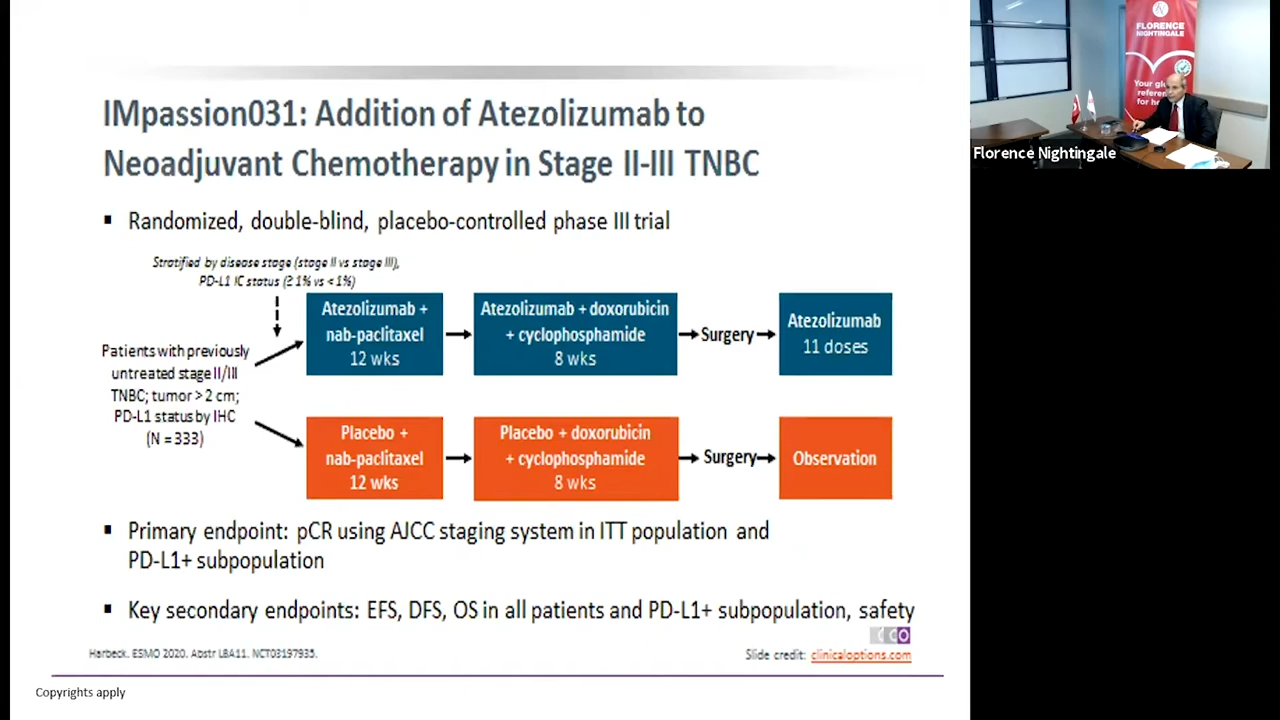 IMpassion031: Addition of Atezolizumab to
Neoadjuvant Chemotherapy in Stage II-III TNBC
▪ Randomized, double-blind, placebo-controlled phase III trial
Stratified by disease stage (stage II vs stage III),
PD-L1 IC status (≥ 1% vs < 1%)
Patients with previously
untreated stage II/III
TNBC; tumor > 2 cm;
PD-L1 status by IHC
(N = 333)
Atezolizumab +
nab-paclitaxel
12 wks
Atezolizumab + doxorubicin
+ cyclophosphamide
8 wks
Surgery
Atezolizumab
11 doses
Placebo +
nab-paclitaxel
12 wks
Placebo + doxorubicin
+ cyclophosphamide
8 wks
Surgery
Observation
▪ Primary endpoint: pCR using AJCC staging system in ITT population and
PD-L1+ subpopulation
▪ Key secondary endpoints: EFS, DFS, OS in all patients and PD-L1+ subpopulation, safety
CCO
Harbeck. ESMO 2020. Abstr LBA11. NCT03197935.
Slide credit: clinicaloptions.com
Copyrights apply
FLORENCE
NIGHTINGALE
Your
for
Florence Nightingale